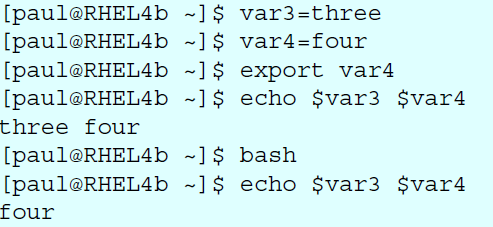 [paul@RHEL4b ~]$ var3=three
[paul@RHEL4b ~]$ var4=four
[paul@RHEL4b ~]$ export var4
[paul@RHEL4b ~]$ echo $var3 $var4
three four
[paul@RHEL4b ~]$ bash
[paul@RHEL4b ~]$ echo $var3 $var4
four